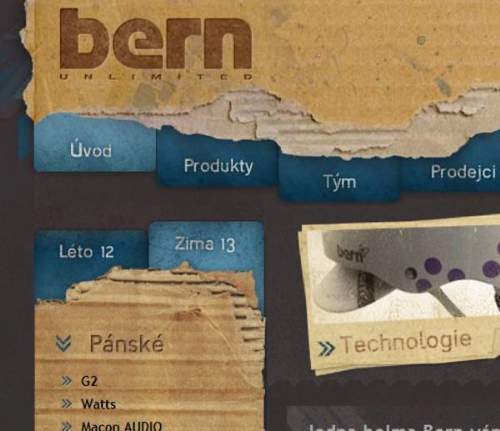 bern
UNLIMITED
Úvod
Produkty
Tým
Prodejci
Léto 12
Zima 13
bern
Technologie
Pánské
G2
Watts
Macon AUDIO